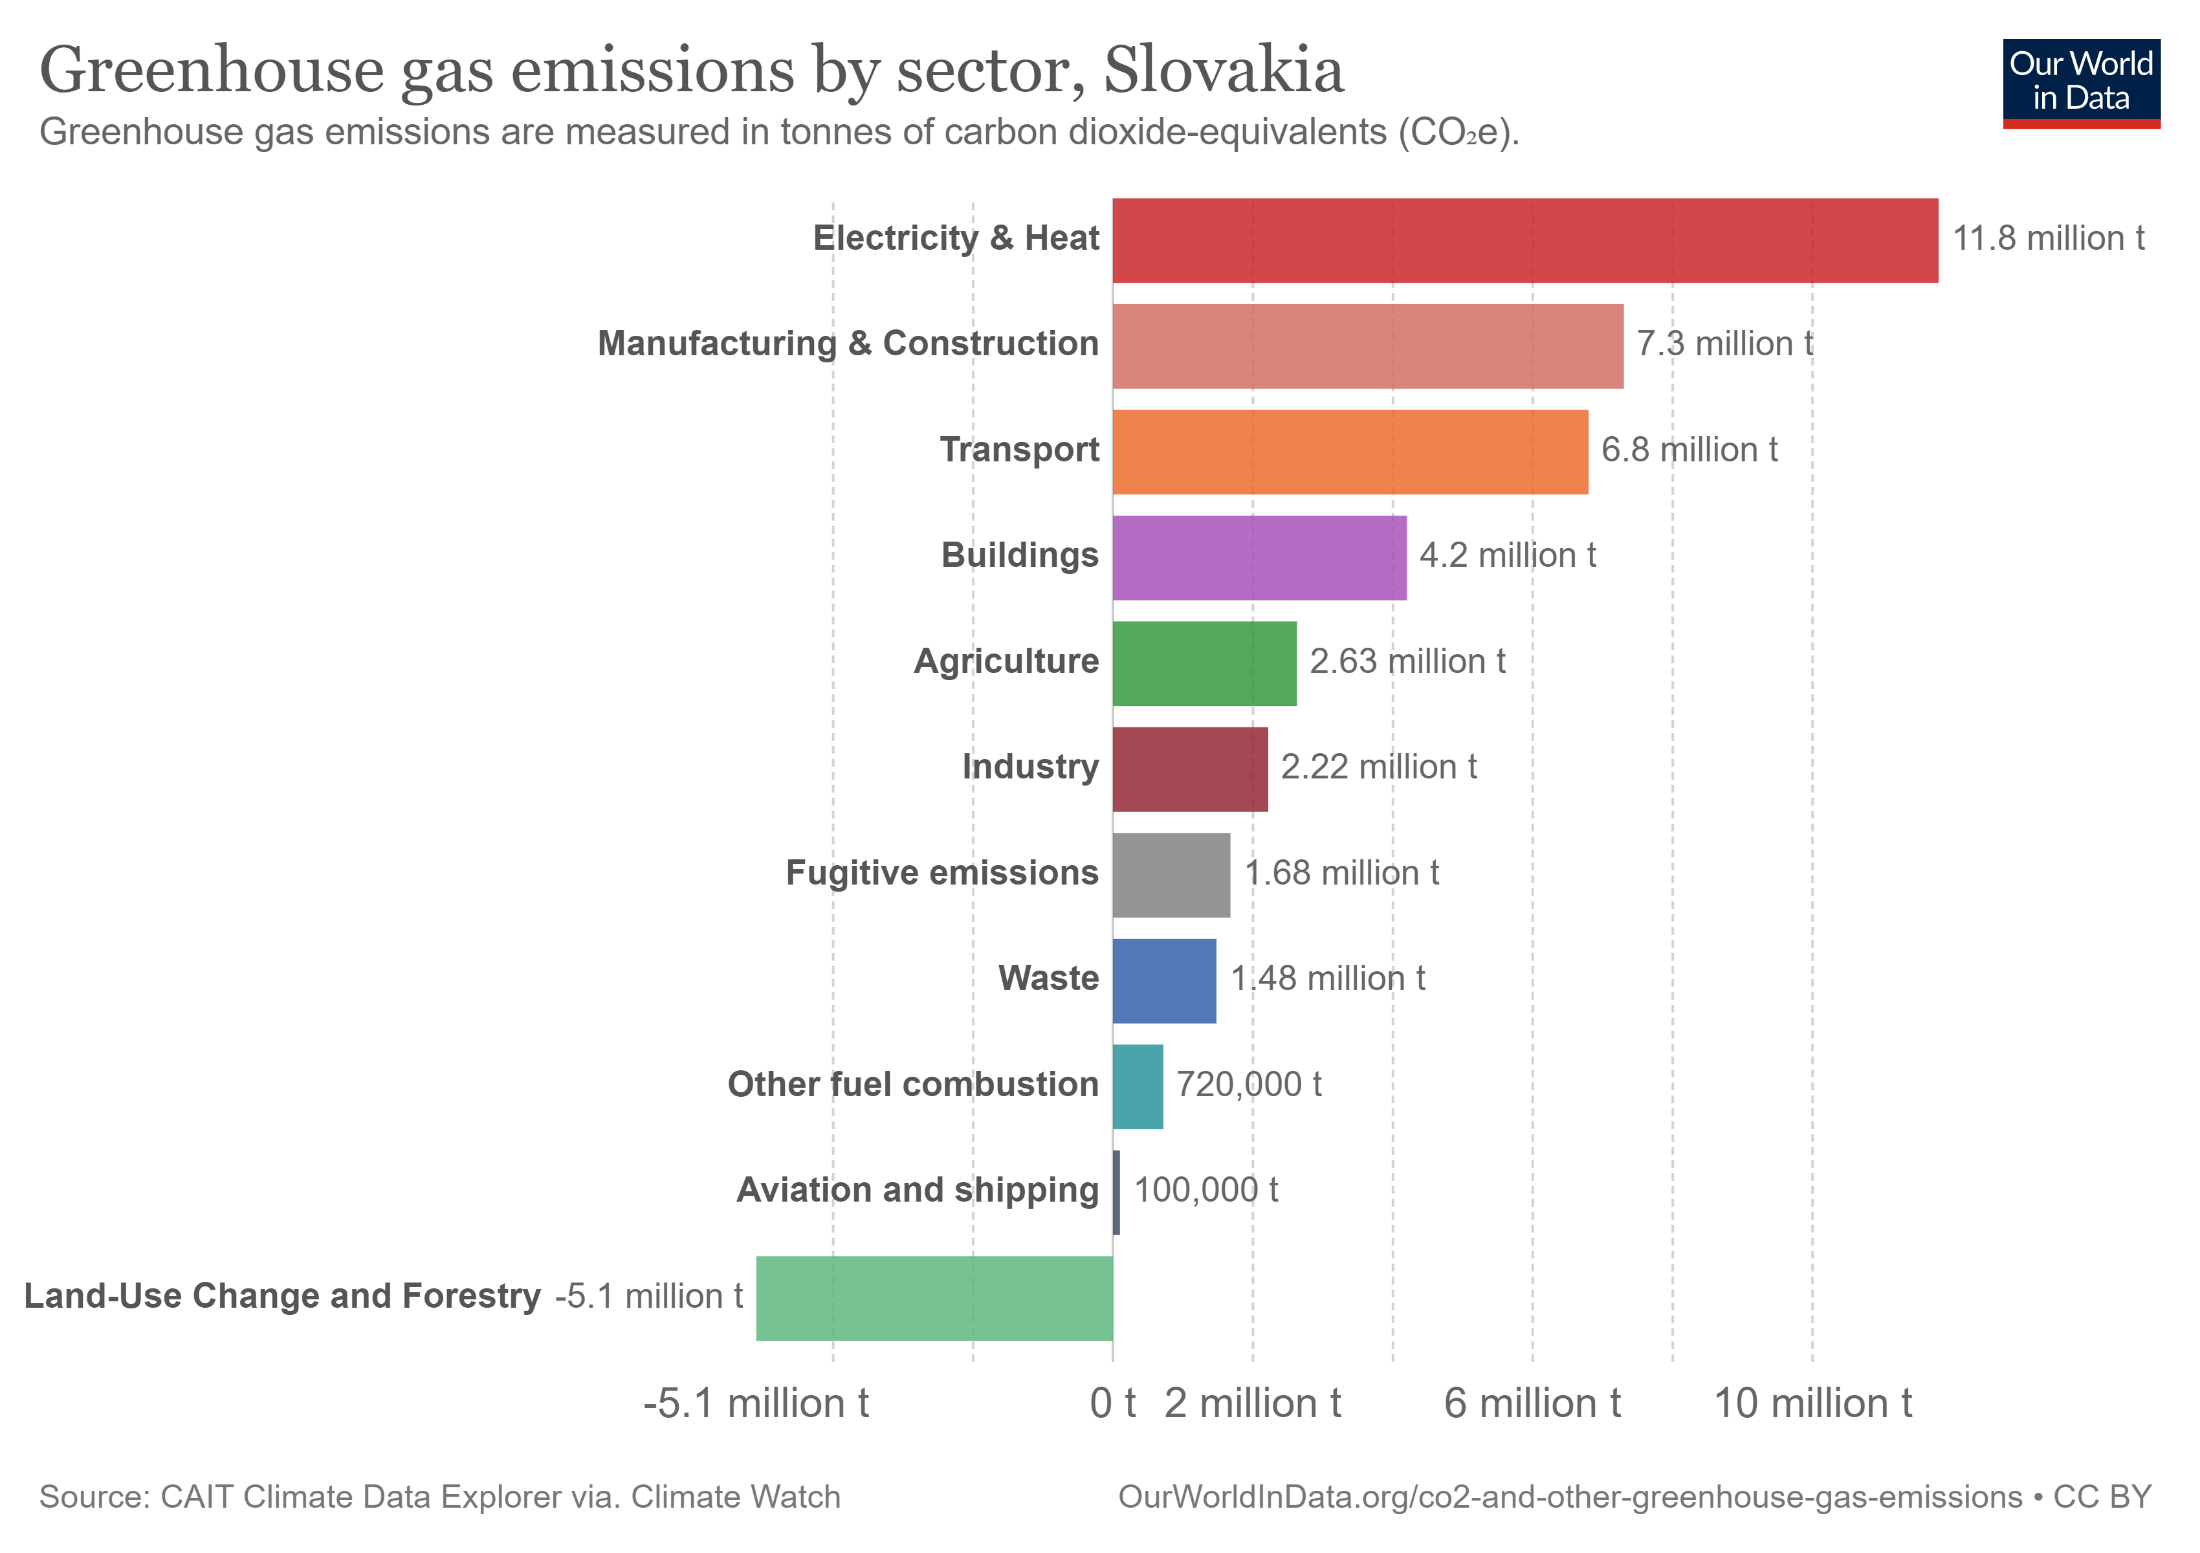 Greenhouse gas emissions by sector, Slovakia
Greenhouse gas emissions are measured in tonnes of carbon dioxide-equivalents (CO₂e).
Our World
in Data
Electricity & Heat 11.8 million t
Manufacturing & Construction 7.3 million t
Transport 6.8 million t
Buildings 4.2 million t
Agriculture 2.63 million t
Industry 2.22 million t
Fugitive emissions 1.68 million t
Waste 1.48 million t
Other fuel combustion 720,000 t
Aviation and shipping 100,000 t
Land-Use Change and Forestry -5.1 million t
-5.1 million t 0 t 2 million t 6 million t 10 million t
Source: CAIT Climate Data Explorer via. Climate Watch
OurWorldInData.org/co2-and-other-greenhouse-gas-emissions • CC BY